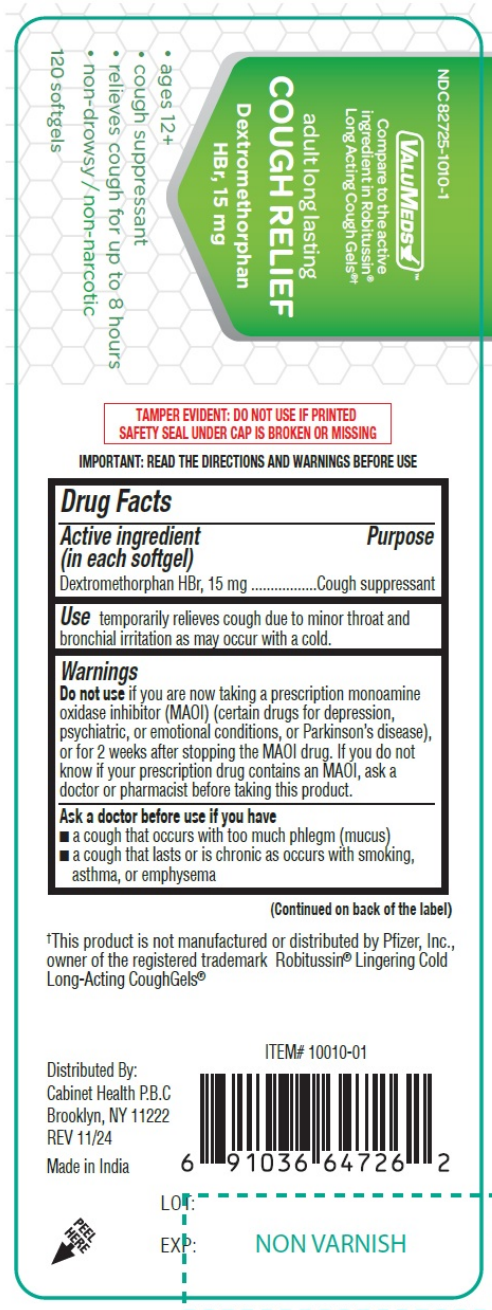 NDC 82725-1010-1
VALUMEDS™
Compare to the active
ingredient in Robitussin®
Long Acting Cough Gels®†
adult long lasting
COUGH RELIEF
Dextromethorphan
HBr, 15 mg
• ages 12+
• cough suppressant
• relieves cough for up to 8 hours
• non-drowsy / non-narcotic
120 softgels
TAMPER EVIDENT: DO NOT USE IF PRINTED
SAFETY SEAL UNDER CAP IS BROKEN OR MISSING
IMPORTANT: READ THE DIRECTIONS AND WARNINGS BEFORE USE
Drug Facts
Active ingredient Purpose
(in each softgel)
Dextromethorphan HBr, 15 mg .................Cough suppressant
Use temporarily relieves cough due to minor throat and
bronchial irritation as may occur with a cold.
Warnings
Do not use if you are now taking a prescription monoamine
oxidase inhibitor (MAOI) (certain drugs for depression,
psychiatric, or emotional conditions, or Parkinson's disease),
or for 2 weeks after stopping the MAOI drug. If you do not
know if your prescription drug contains an MAOI, ask a
doctor or pharmacist before taking this product.
Ask a doctor before use if you have
■ a cough that occurs with too much phlegm (mucus)
■ a cough that lasts or is chronic as occurs with smoking,
asthma, or emphysema
(Continued on back of the label)
†This product is not manufactured or distributed by Pfizer, Inc.,
owner of the registered trademark Robitussin® Lingering Cold
Long-Acting CoughGels®
ITEM# 10010-01
Distributed By:
Cabinet Health P.B.C
Brooklyn, NY 11222
REV 11/24
Made in India
6 91036 64726 2
LOT:
EXP:
NON VARNISH
PEEL
HERE